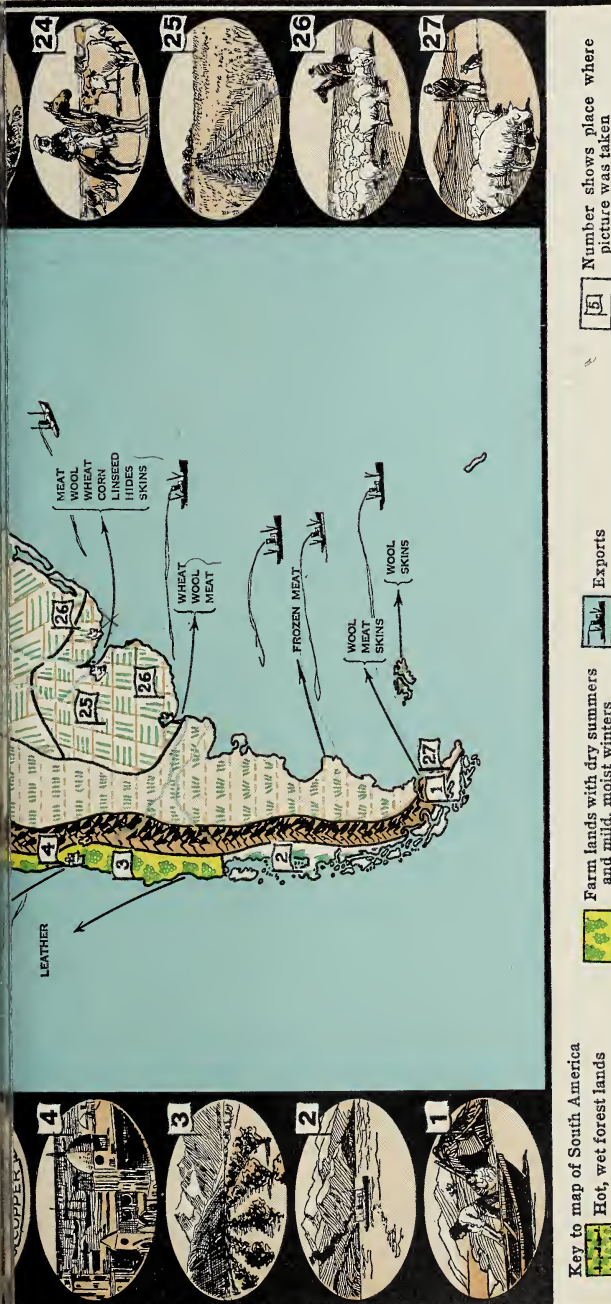 COPPER
4
3
2
1
LEATHER
4
3
2
1
27
26
25
26
MEAT
WOOL
WHEAT
CORN
LINSEED
HIDES
SKINS
WHEAT
WOOL
MEAT
FROZEN MEAT
WOOL
MEAT
SKINS
WOOL
SKINS
24
25
26
27
Key to map of South America
Hot, wet forest lands
Farm lands with dry summers
and mild, moist winters
Exports
5
Number shows place where
picture was taken